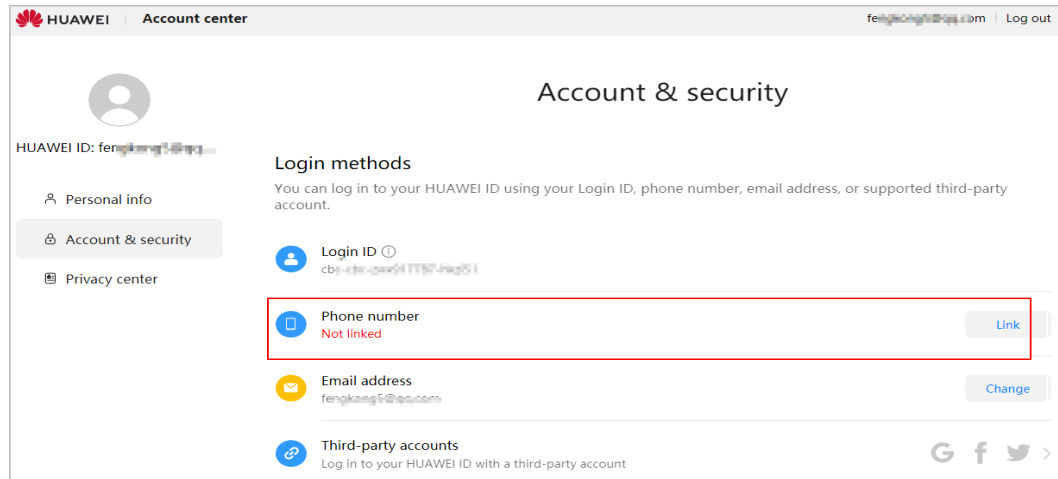 HUAWEI | Account center
Log out
Account & security
HUAWEI ID:
Personal info
Account & security
Privacy center
Login methods
You can log in to your HUAWEI ID using your Login ID, phone number, email address, or supported third-party
account.
Login ID
Phone number
Not linked
Link
Email address
Change
Third-party accounts
Log in to your HUAWEI ID with a third-party account